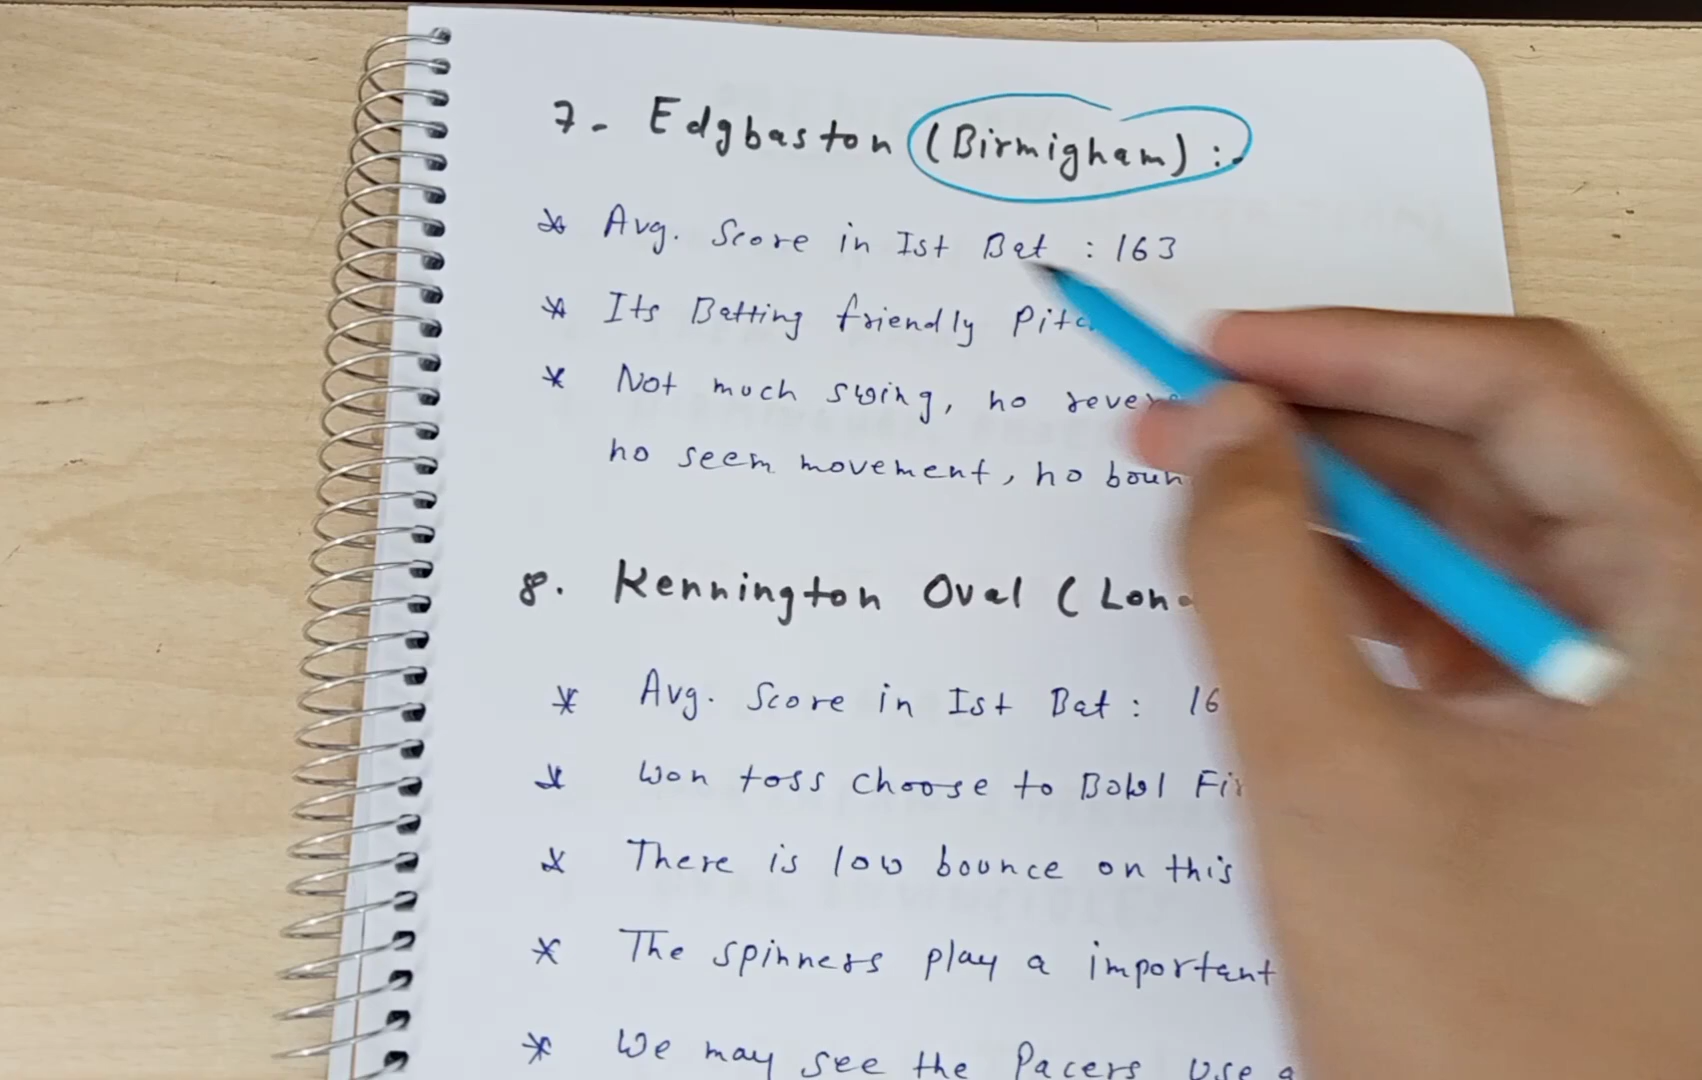 7- Edgbaston (Birmigham) :-
* Avg. Score in Ist Bat : 163
* Its Batting friendly
* Not much swing, no
no seem movement, no
8. Kennington Oval (
* Avg. Score in Ist Bat :
* Won toss choose to Bowl
* There is low bounce on this
* The spinners play a important
* We may see the Pacers use